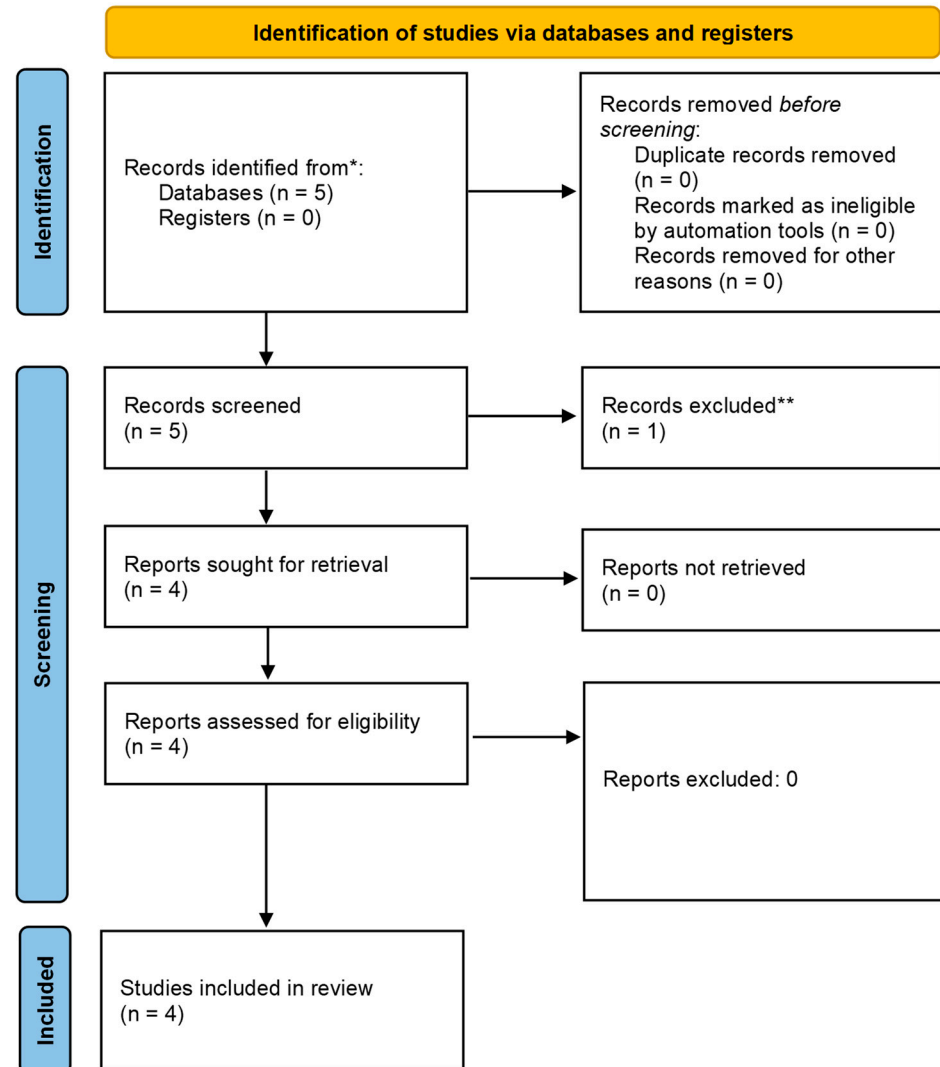 Identification of studies via databases and registers
Identification
Records identified from*:
Databases (n = 5)
Registers (n = 0)
Records removed before
screening:
Duplicate records removed
(n = 0)
Records marked as ineligible
by automation tools (n = 0)
Records removed for other
reasons (n = 0)
Screening
Records screened
(n = 5)
Records excluded**
(n = 1)
Reports sought for retrieval
(n = 4)
Reports not retrieved
(n = 0)
Reports assessed for eligibility
(n = 4)
Reports excluded: 0
Included
Studies included in review
(n = 4)